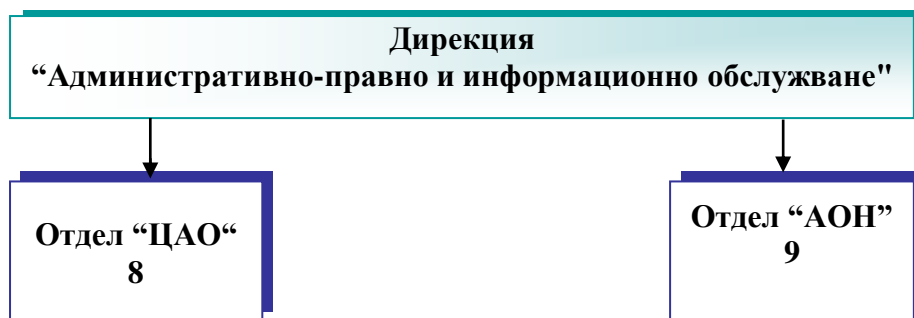 Дирекция
“Административно-правно и информационно обслужване"
Отдел “ЦАО“
8
Отдел “АОН”
9